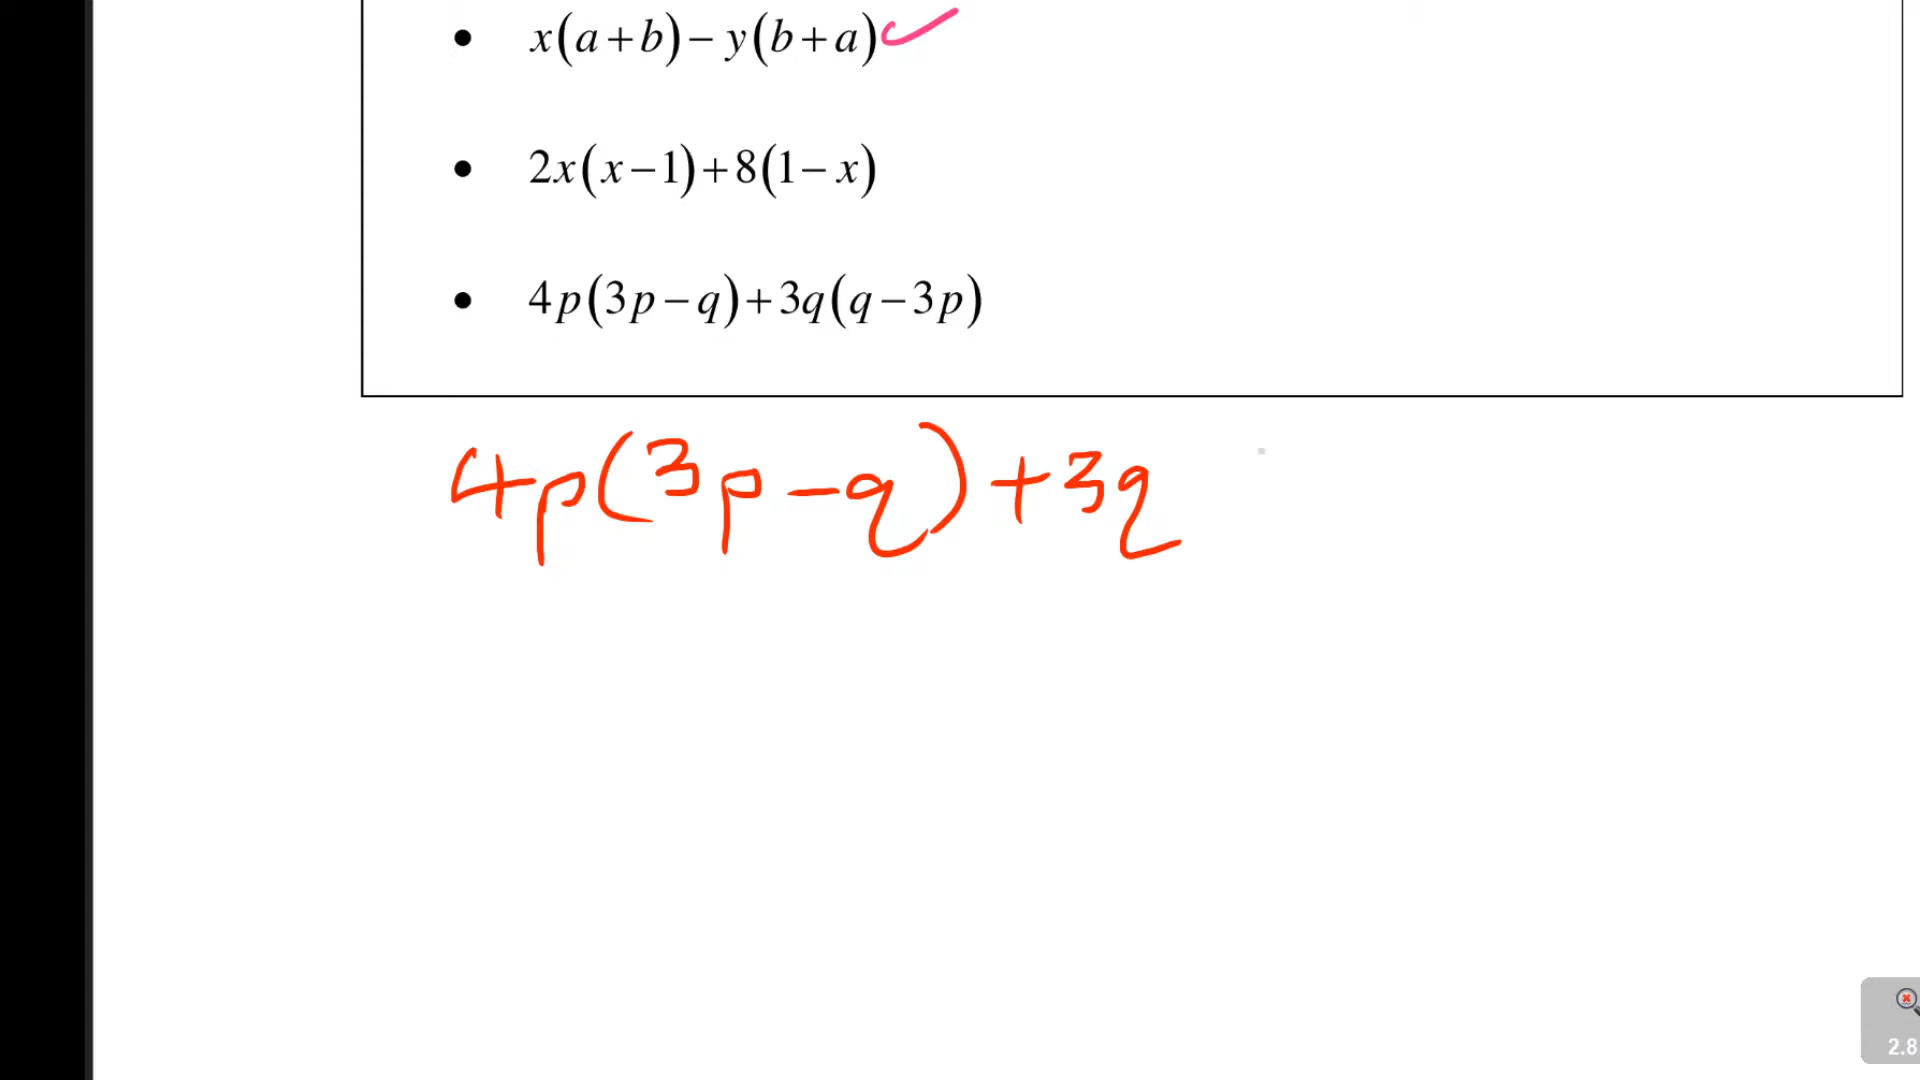 • x(a+b)−y(b+a)
• 2x(x−1)+8(1−x)
• 4p(3p−q)+3q(q−3p)
4p(3p−q)+3q
2.8